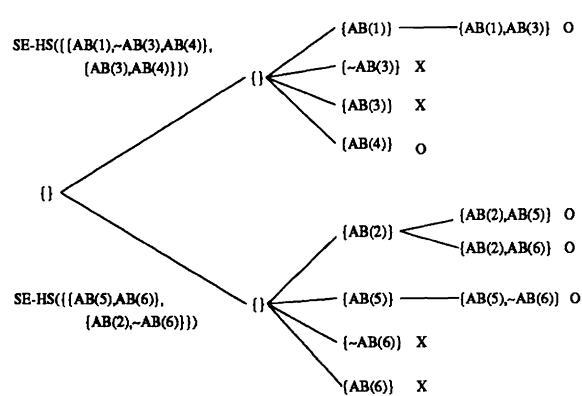 {AB(1)} {AB(1),AB(3)} O
SE-HS({{AB(1),~AB(3),AB(4)},
{AB(3),AB(4)}})
{~AB(3)} X
{}
{AB(3)} X
{AB(4)} O
{}
{AB(2),AB(5)} O
{AB(2)}
{AB(2),AB(6)} O
SE-HS({{AB(5),AB(6)},
{AB(2),~AB(6)}})
{}
{AB(5)} {AB(5),~AB(6)} O
{~AB(6)} X
{AB(6)} X